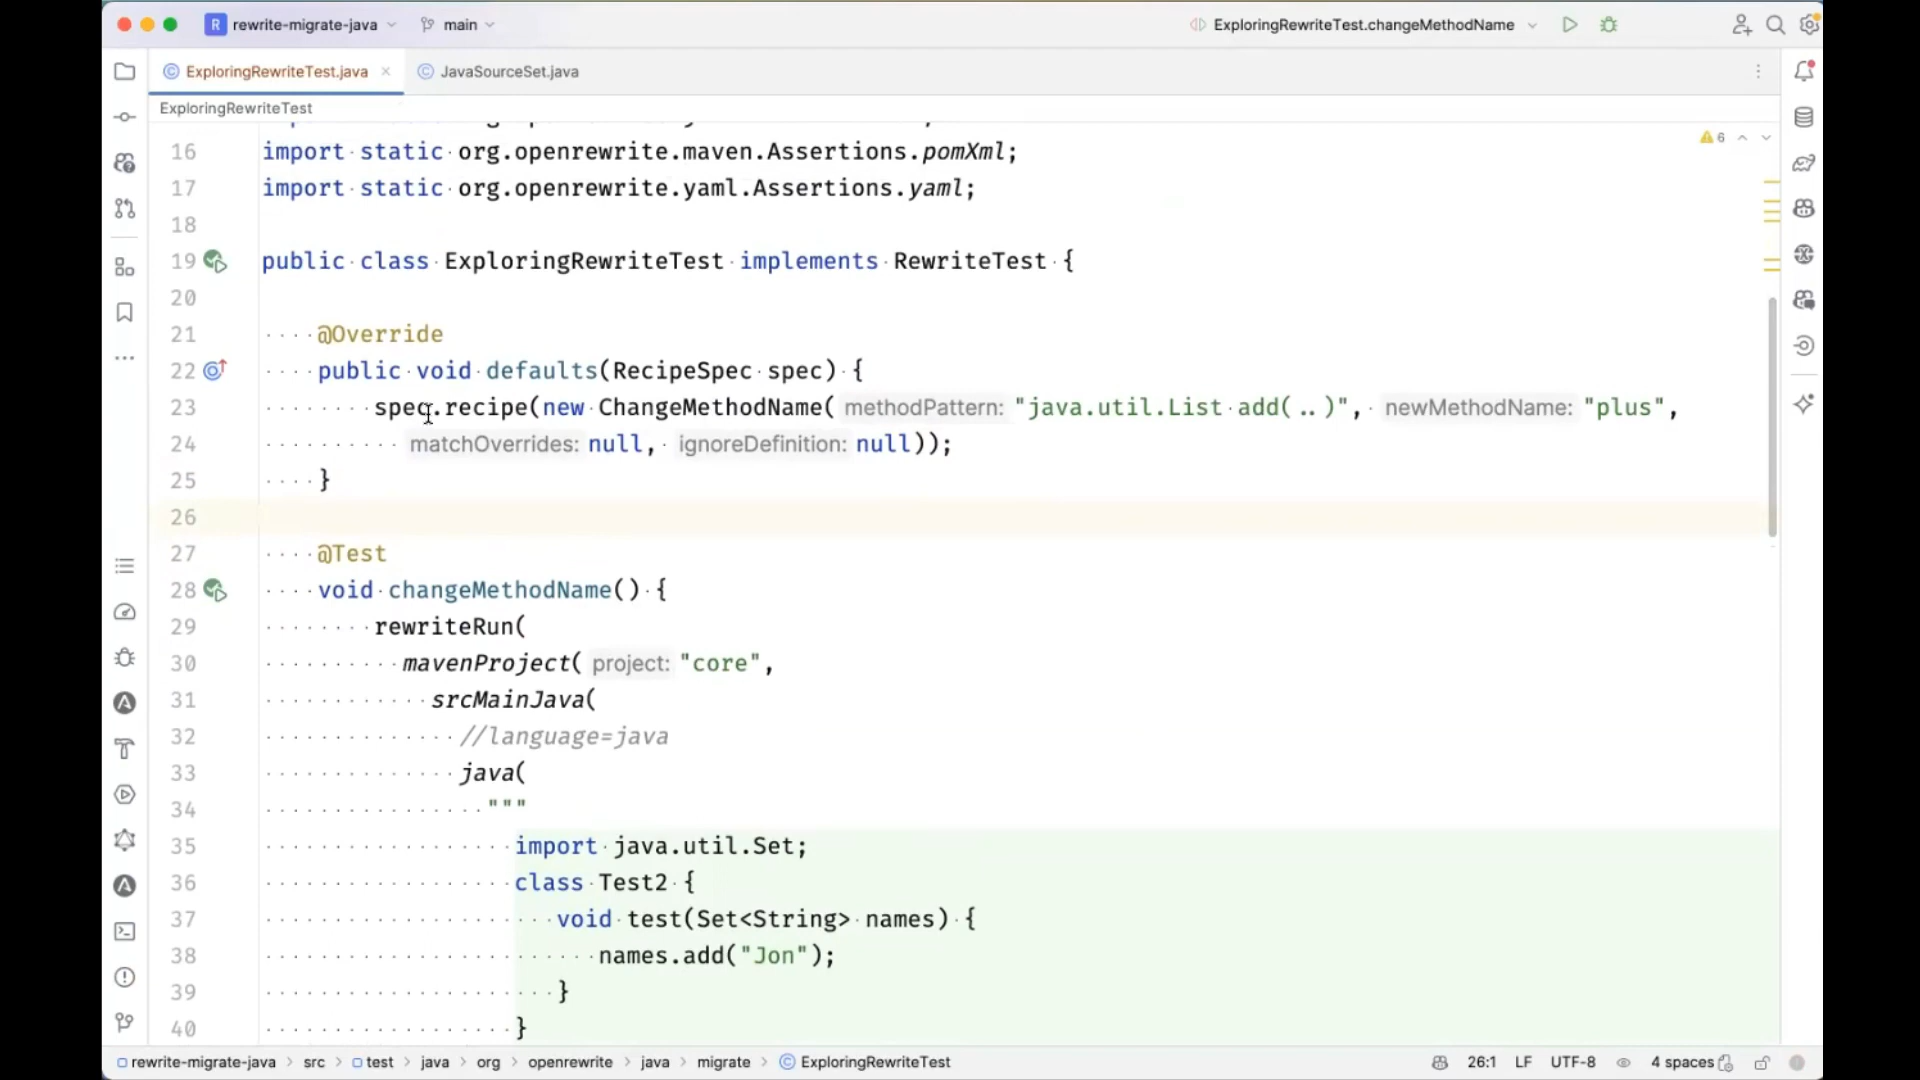 R rewrite-migrate-java main ExploringRewriteTest.changeMethodName
ExploringRewriteTest.java JavaSourceSet.java
ExploringRewriteTest
6
16 import static org.openrewrite.maven.Assertions.pomXml;
17 import static org.openrewrite.yaml.Assertions.yaml;
18
19 public class ExploringRewriteTest implements RewriteTest {
20
21 @Override
22 public void defaults(RecipeSpec spec) {
23 spec.recipe(new ChangeMethodName( methodPattern: "java.util.List add(..)", newMethodName: "plus",
24 matchOverrides: null, ignoreDefinition: null));
25 }
26
27 @Test
28 void changeMethodName() {
29 rewriteRun(
30 mavenProject( project: "core",
31 srcMainJava(
32 //language=java
33 java(
34 """
35 import java.util.Set;
36 class Test2 {
37 void test(Set<String> names) {
38 names.add("Jon");
39 }
40 }
rewrite-migrate-java > src > test > java > org > openrewrite > java > migrate > ExploringRewriteTest 26:1 LF UTF-8 4 spaces